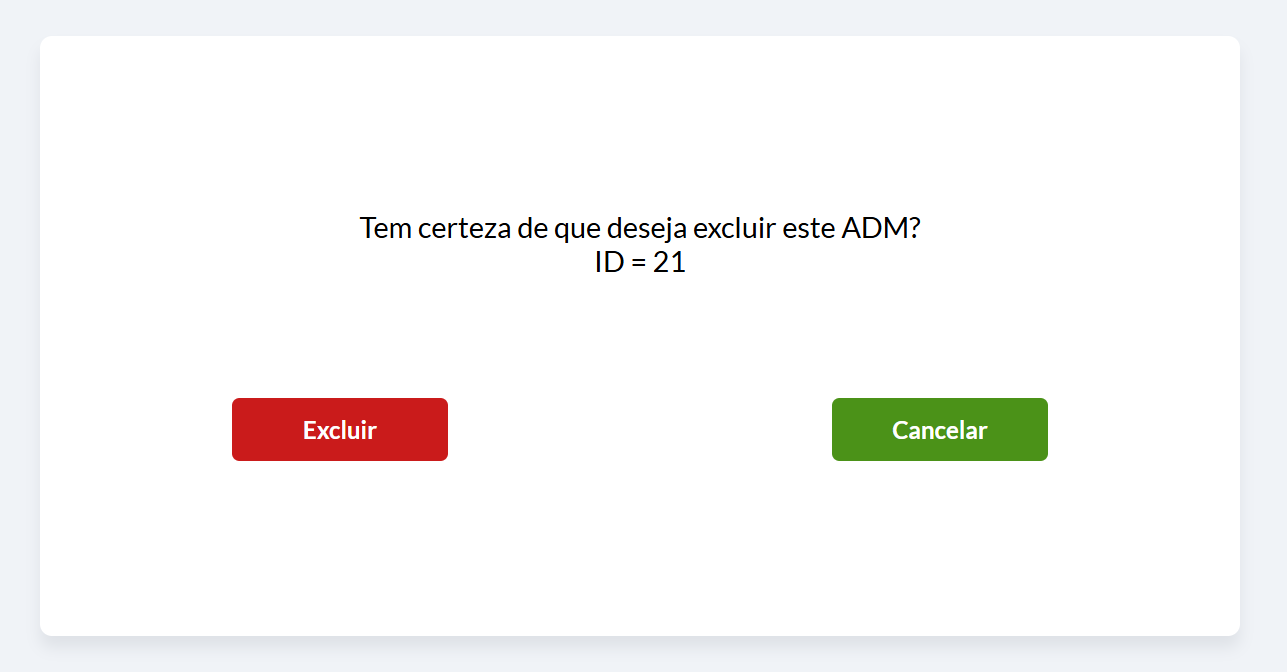 Tem certeza de que deseja excluir este ADM?
ID = 21
Excluir
Cancelar